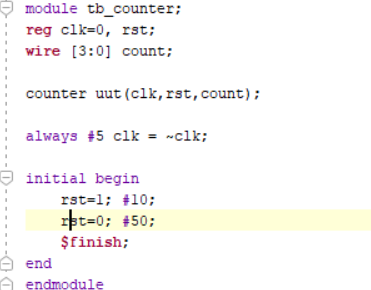 module tb_counter;
reg clk=0, rst;
wire [3:0] count;
counter uut(clk,rst,count);
always #5 clk = ~clk;
initial begin
rst=1; #10;
rst=0; #50;
$finish;
end
endmodule